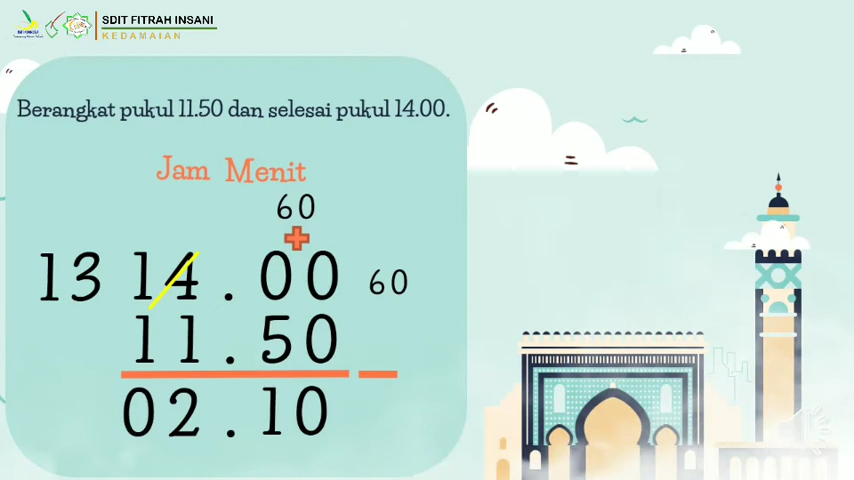 SDIT FITRAH INSANI
KEDAMAIAN
Berangkat pukul 11.50 dan selesai pukul 14.00.
Jam Menit
60
+
13 14.00 60
11.50 −
02.10